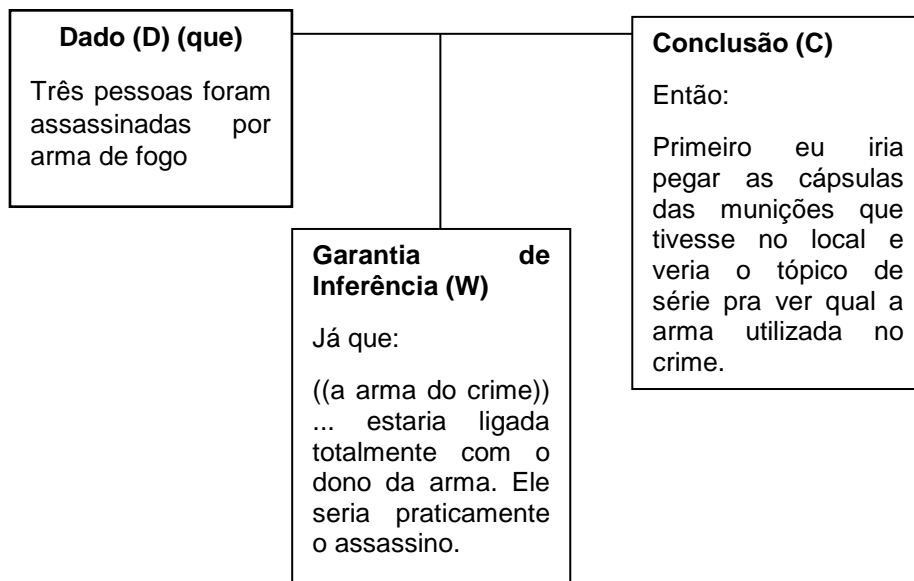 Dado (D) (que)
Três pessoas foram
assassinadas por
arma de fogo
Conclusão (C)
Então:
Primeiro eu iria
pegar as cápsulas
das munições que
tivesse no local e
veria o tópico de
série pra ver qual a
arma utilizada no
crime.
Garantia de
Inferência (W)
Já que:
((a arma do crime))
... estaria ligada
totalmente com o
dono da arma. Ele
seria praticamente
o assassino.